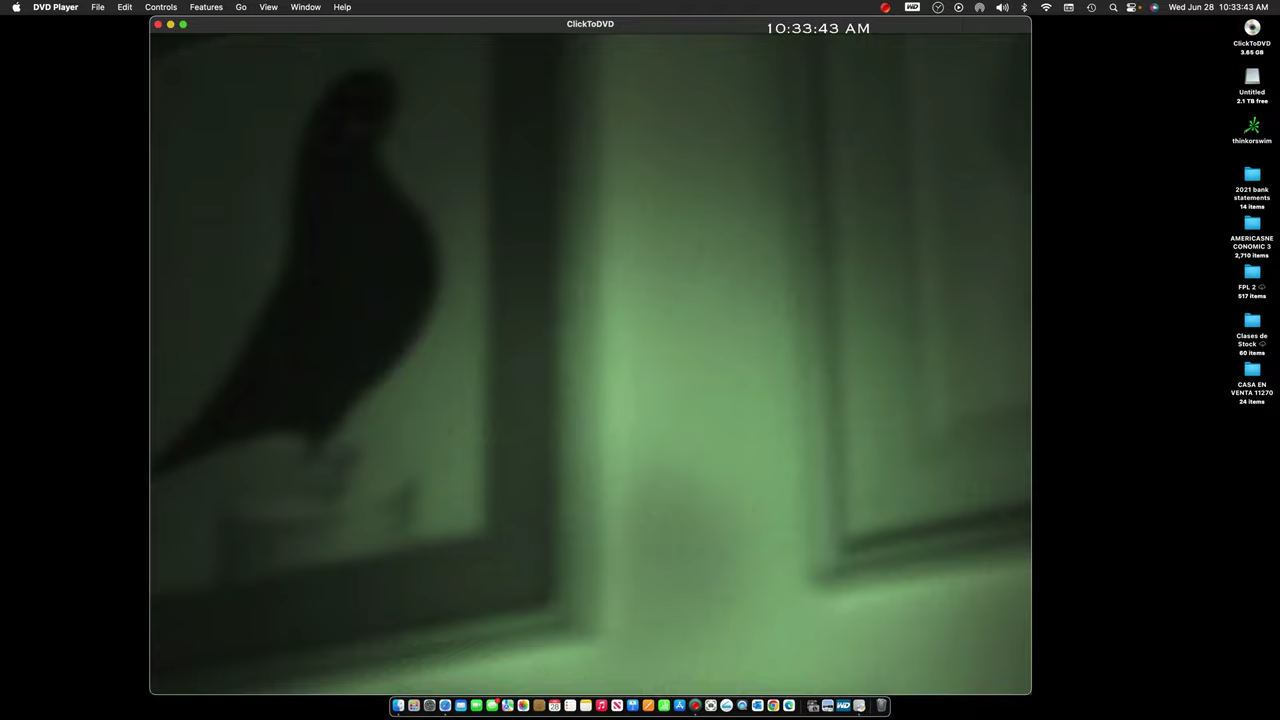 DVD Player File Edit Controls Features Go View Window Help WD Wed Jun 28 10:33:43 AM
ClickToDVD
10:33:43 AM
ClickToDVD
3.65 GB
Untitled
2.1 TB free
thinkorswim
2021 bank
statements
14 items
AMERICASNE
CONOMIC 3
2,710 items
FPL 2
517 items
Clases de
Stock
60 items
CASA EN
VENTA 11270
24 items
WD